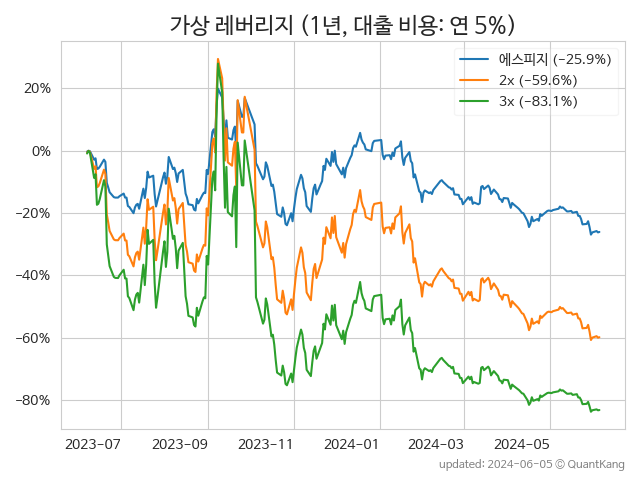 가상 레버리지 (1년, 대출 비용: 연 5%)
에스피지 (−25.9%)
2x (−59.6%)
3x (−83.1%)
20%
0%
−20%
−40%
−60%
−80%
2023-07 2023-09 2023-11 2024-01 2024-03 2024-05
updated: 2024-06-05 © QuantKang